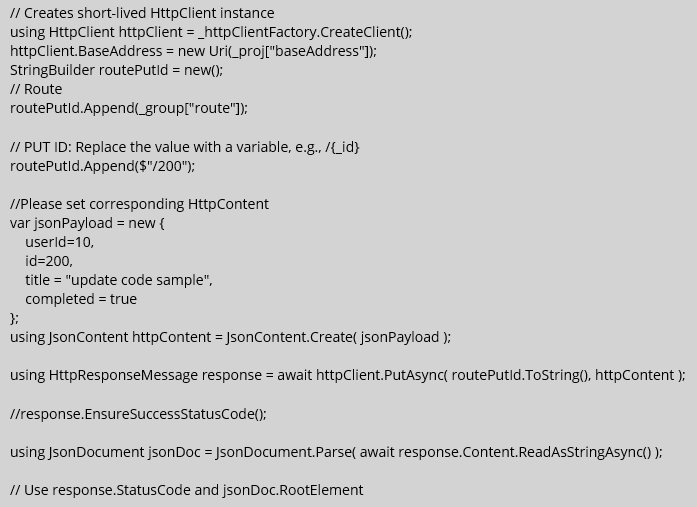 // Creates short-lived HttpClient instance
using HttpClient httpClient = _httpClientFactory.CreateClient();
httpClient.BaseAddress = new Uri(_proj["baseAddress"]);
StringBuilder routePutId = new();
// Route
routePutId.Append(_group["route"]);
// PUT ID: Replace the value with a variable, e.g., /{_id}
routePutId.Append($"/200");
//Please set corresponding HttpContent
var jsonPayload = new {
userId=10,
id=200,
title = "update code sample",
completed = true
};
using JsonContent httpContent = JsonContent.Create( jsonPayload );
using HttpResponseMessage response = await httpClient.PutAsync( routePutId.ToString(), httpContent );
//response.EnsureSuccessStatusCode();
using JsonDocument jsonDoc = JsonDocument.Parse( await response.Content.ReadAsStringAsync() );
// Use response.StatusCode and jsonDoc.RootElement